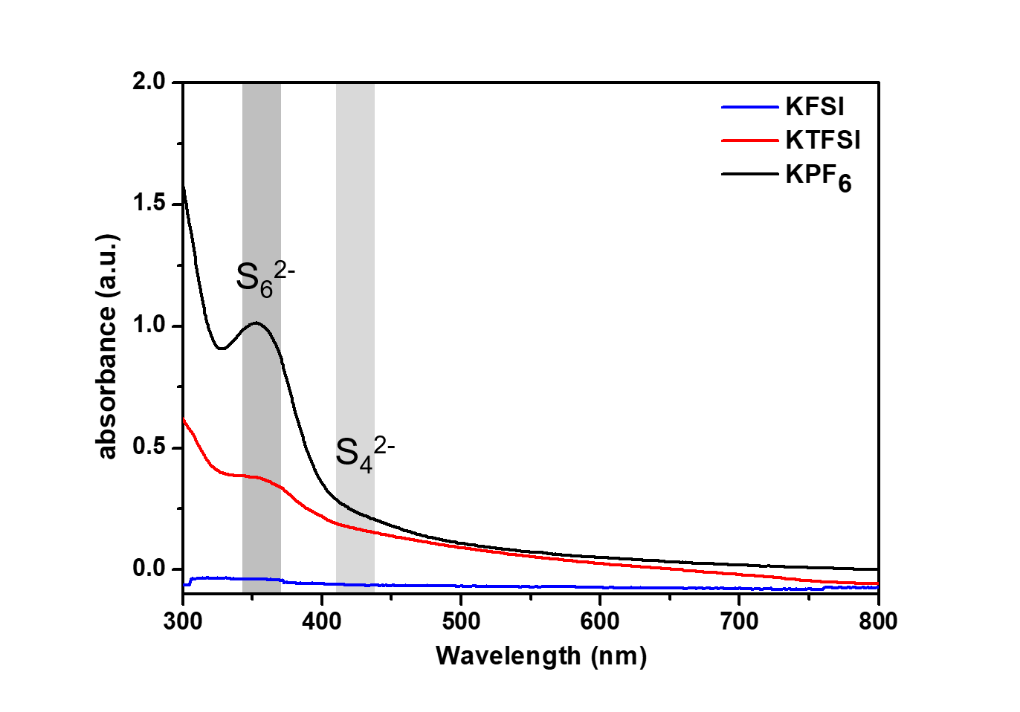 2.0
1.5
1.0
0.5
0.0
absorbance (a.u.)
300 400 500 600 700 800
Wavelength (nm)
KFSI
KTFSI
KPF₆
S₆²⁻
S₄²⁻